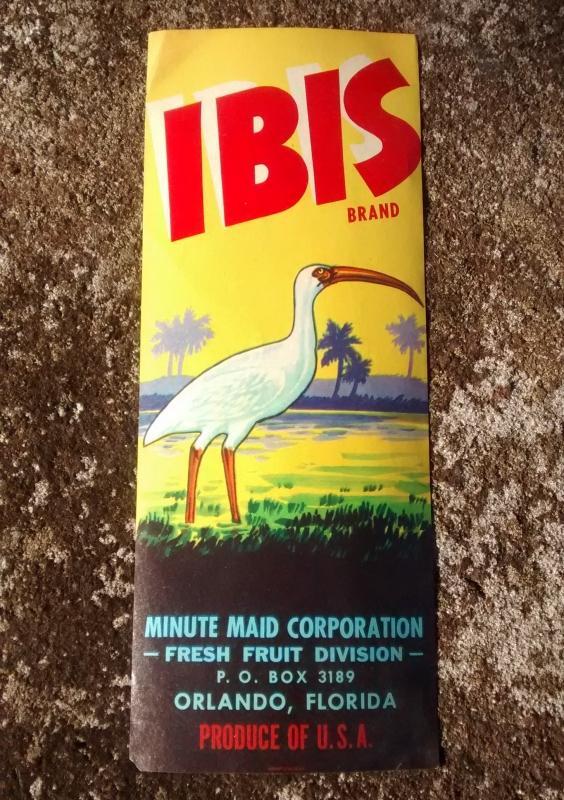 IBIS
BRAND
MINUTE MAID CORPORATION
– FRESH FRUIT DIVISION –
P. O. BOX 3189
ORLANDO, FLORIDA
PRODUCE OF U.S.A.